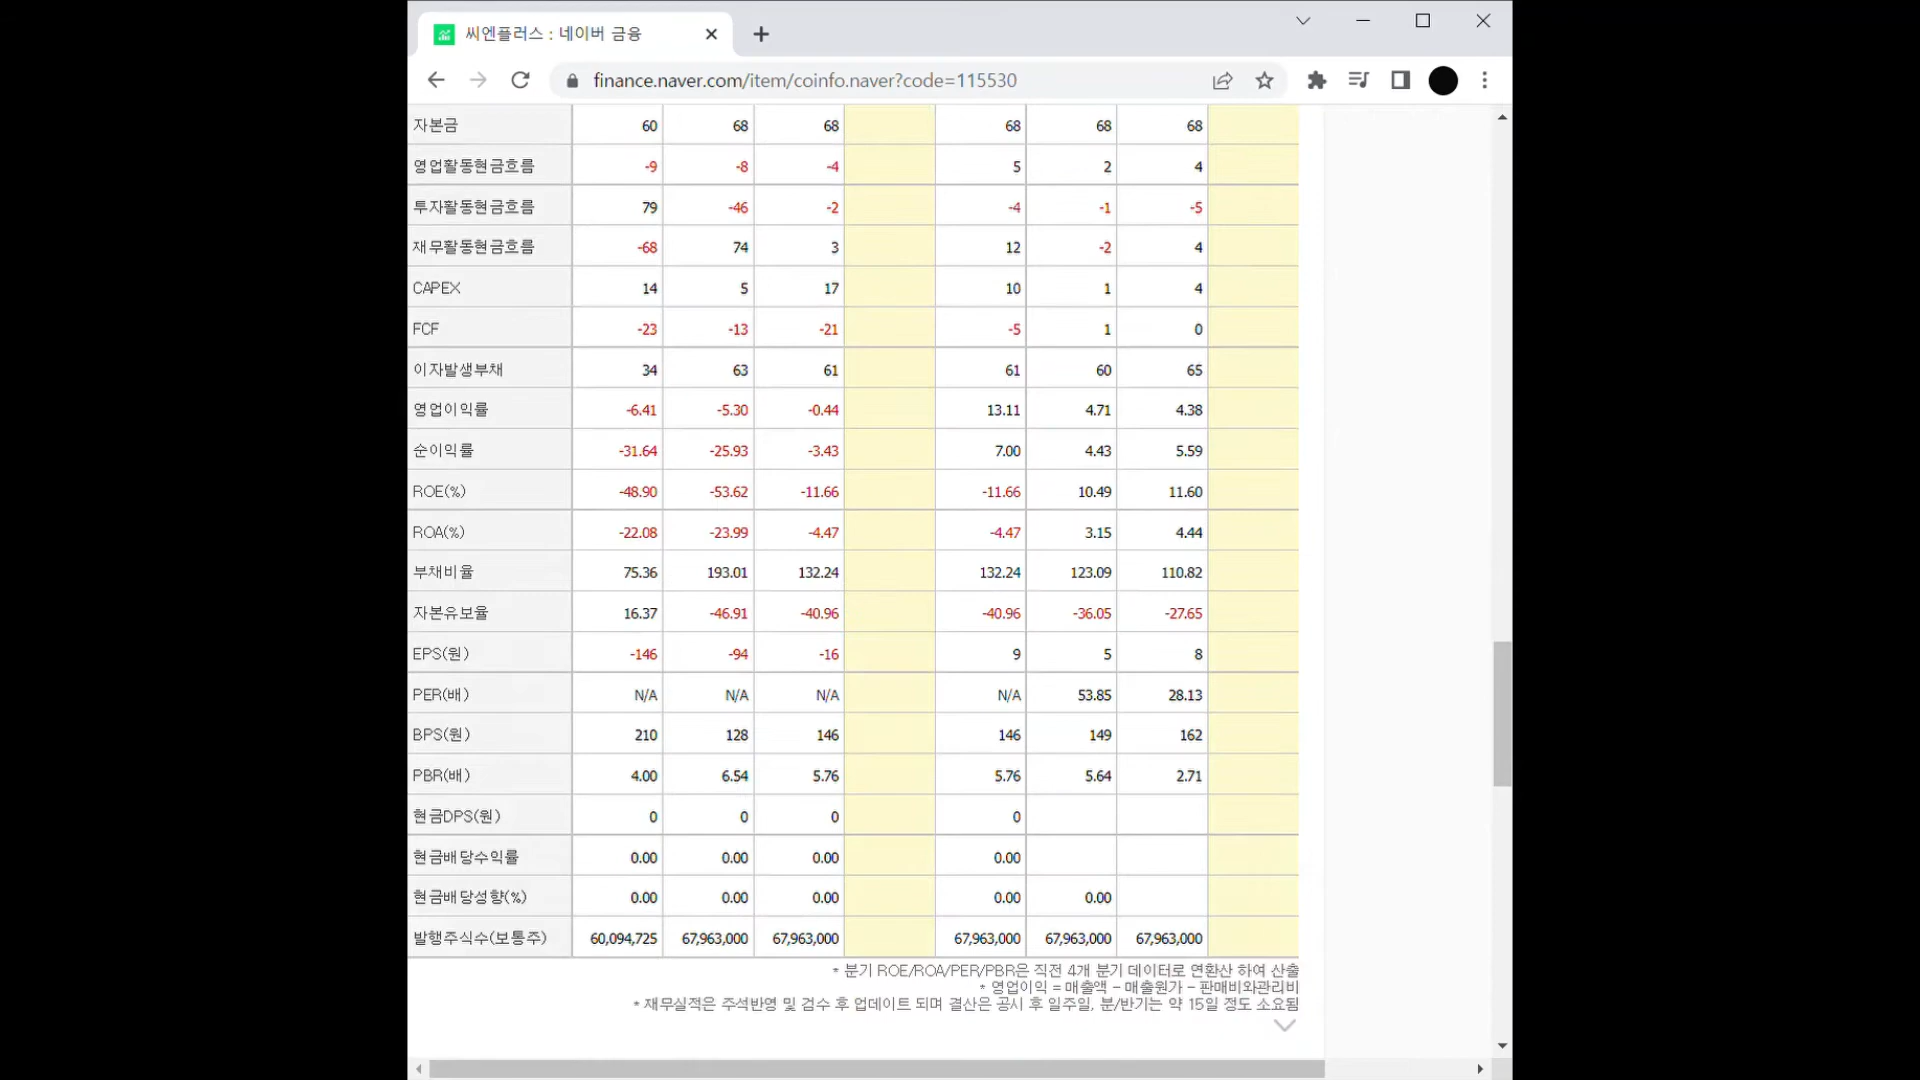 씨엔플러스 : 네이버 금융
finance.naver.com/item/coinfo.naver?code=115530
자본금 60 68 68 68 68 68
영업활동현금흐름 -9 -8 -4 5 2 4
투자활동현금흐름 79 -46 -2 -4 -1 -5
재무활동현금흐름 -68 74 3 12 -2 4
CAPEX 14 5 17 10 1 4
FCF -23 -13 -21 -5 1 0
이자발생부채 34 63 61 61 60 65
영업이익률 -6.41 -5.30 -0.44 13.11 4.71 4.38
순이익률 -31.64 -25.93 -3.43 7.00 4.43 5.59
ROE(%) -48.90 -53.62 -11.66 -11.66 10.49 11.60
ROA(%) -22.08 -23.99 -4.47 -4.47 3.15 4.44
부채비율 75.36 193.01 132.24 132.24 123.09 110.82
자본유보율 16.37 -46.91 -40.96 -40.96 -36.05 -27.65
EPS(원) -146 -94 -16 9 5 8
PER(배) N/A N/A N/A N/A 53.85 28.13
BPS(원) 210 128 146 146 149 162
PBR(배) 4.00 6.54 5.76 5.76 5.64 2.71
현금DPS(원) 0 0 0 0
현금배당수익률 0.00 0.00 0.00 0.00
현금배당성향(%) 0.00 0.00 0.00 0.00 0.00
발행주식수(보통주) 60,094,725 67,963,000 67,963,000 67,963,000 67,963,000 67,963,000
* 분기 ROE/ROA/PER/PBR은 직전 4개 분기 데이터로 연환산 하여 산출
* 영업이익 = 매출액 - 매출원가 - 판매비와관리비
* 재무실적은 주석반영 및 검수 후 업데이트 되며 결산은 공시 후 일주일, 분/반기는 약 15일 정도 소요됨